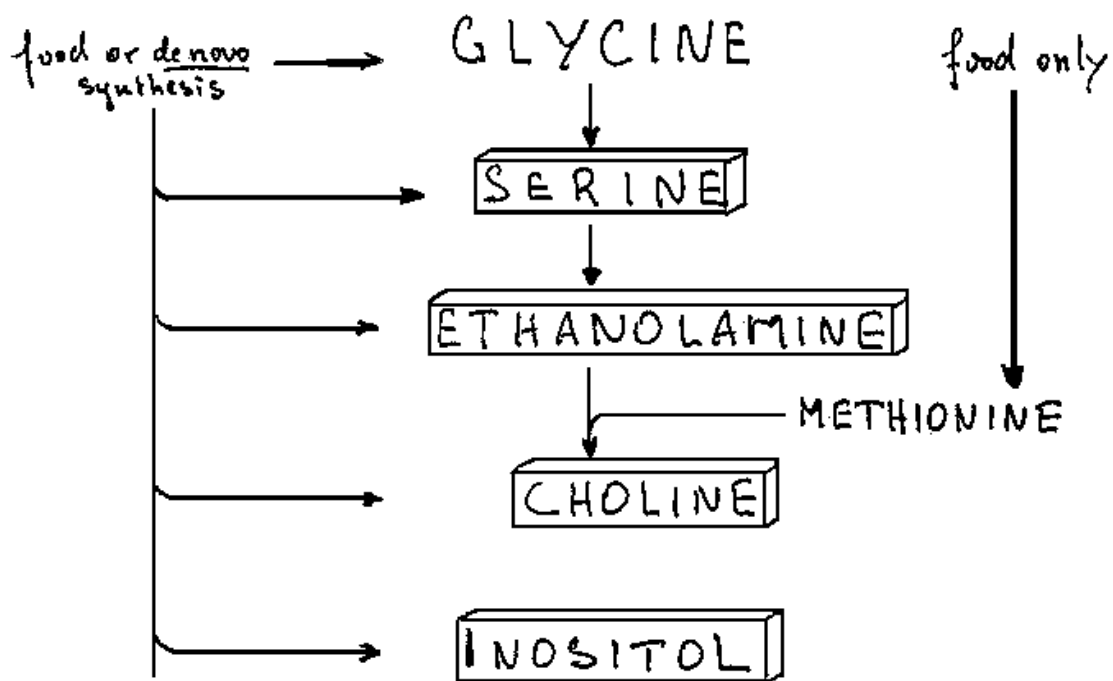 food or de novo
synthesis
GLYCINE
food only
SERINE
ETHANOLAMINE
METHIONINE
CHOLINE
INOSITOL